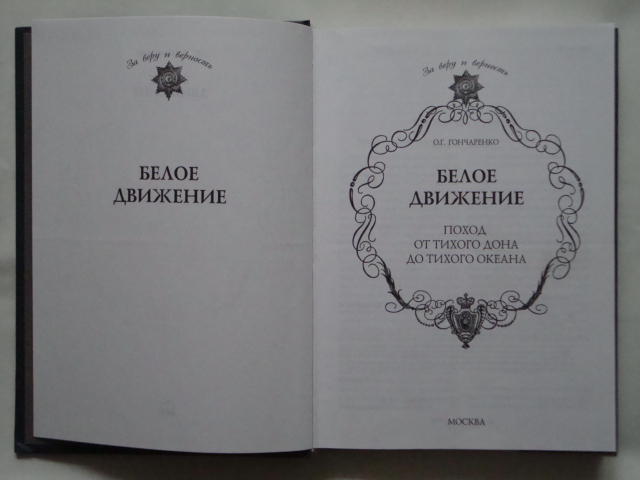 За веру и верность
БЕЛОЕ
ДВИЖЕНИЕ
За веру и верность
О.Г. ГОНЧАРЕНКО
БЕЛОЕ
ДВИЖЕНИЕ
ПОХОД
ОТ ТИХОГО ДОНА
ДО ТИХОГО ОКЕАНА
МОСКВА